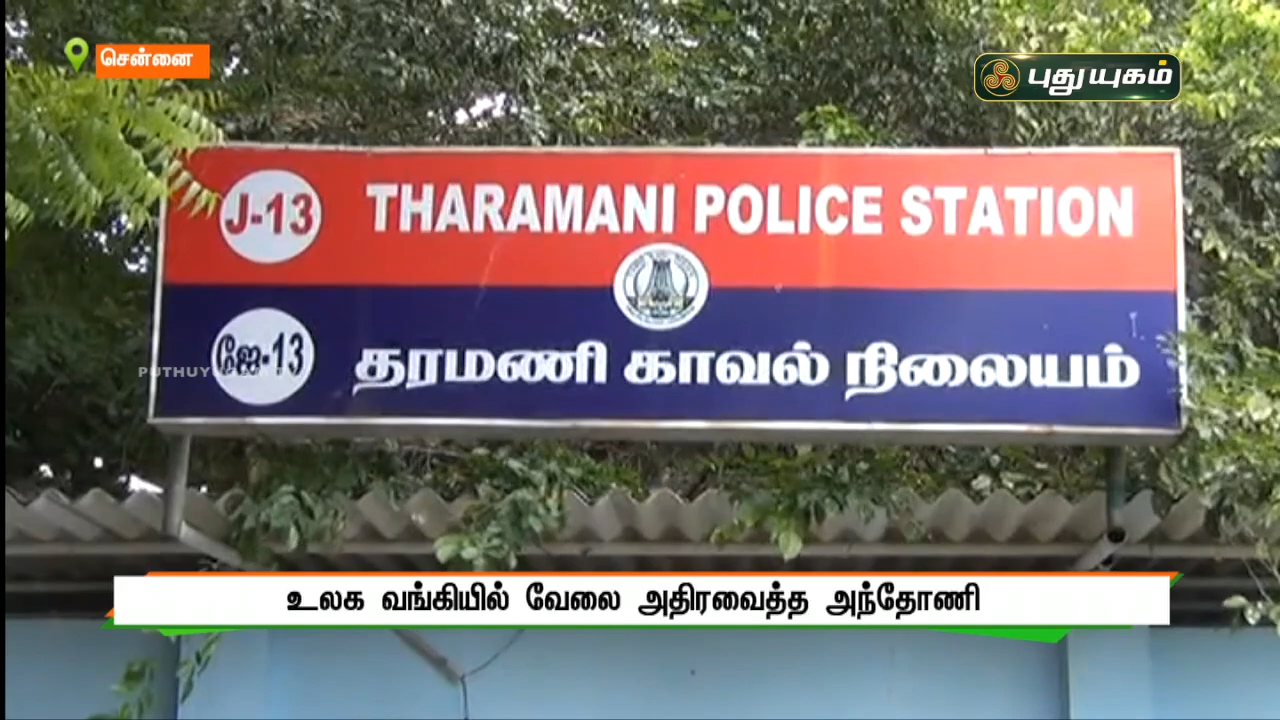 சென்னை
புதுயுகம்
J-13
THARAMANI POLICE STATION
ஜே-13
தரமணி காவல் நிலையம்
உலக வங்கியில் வேலை அதிரவைத்த அந்தோணி